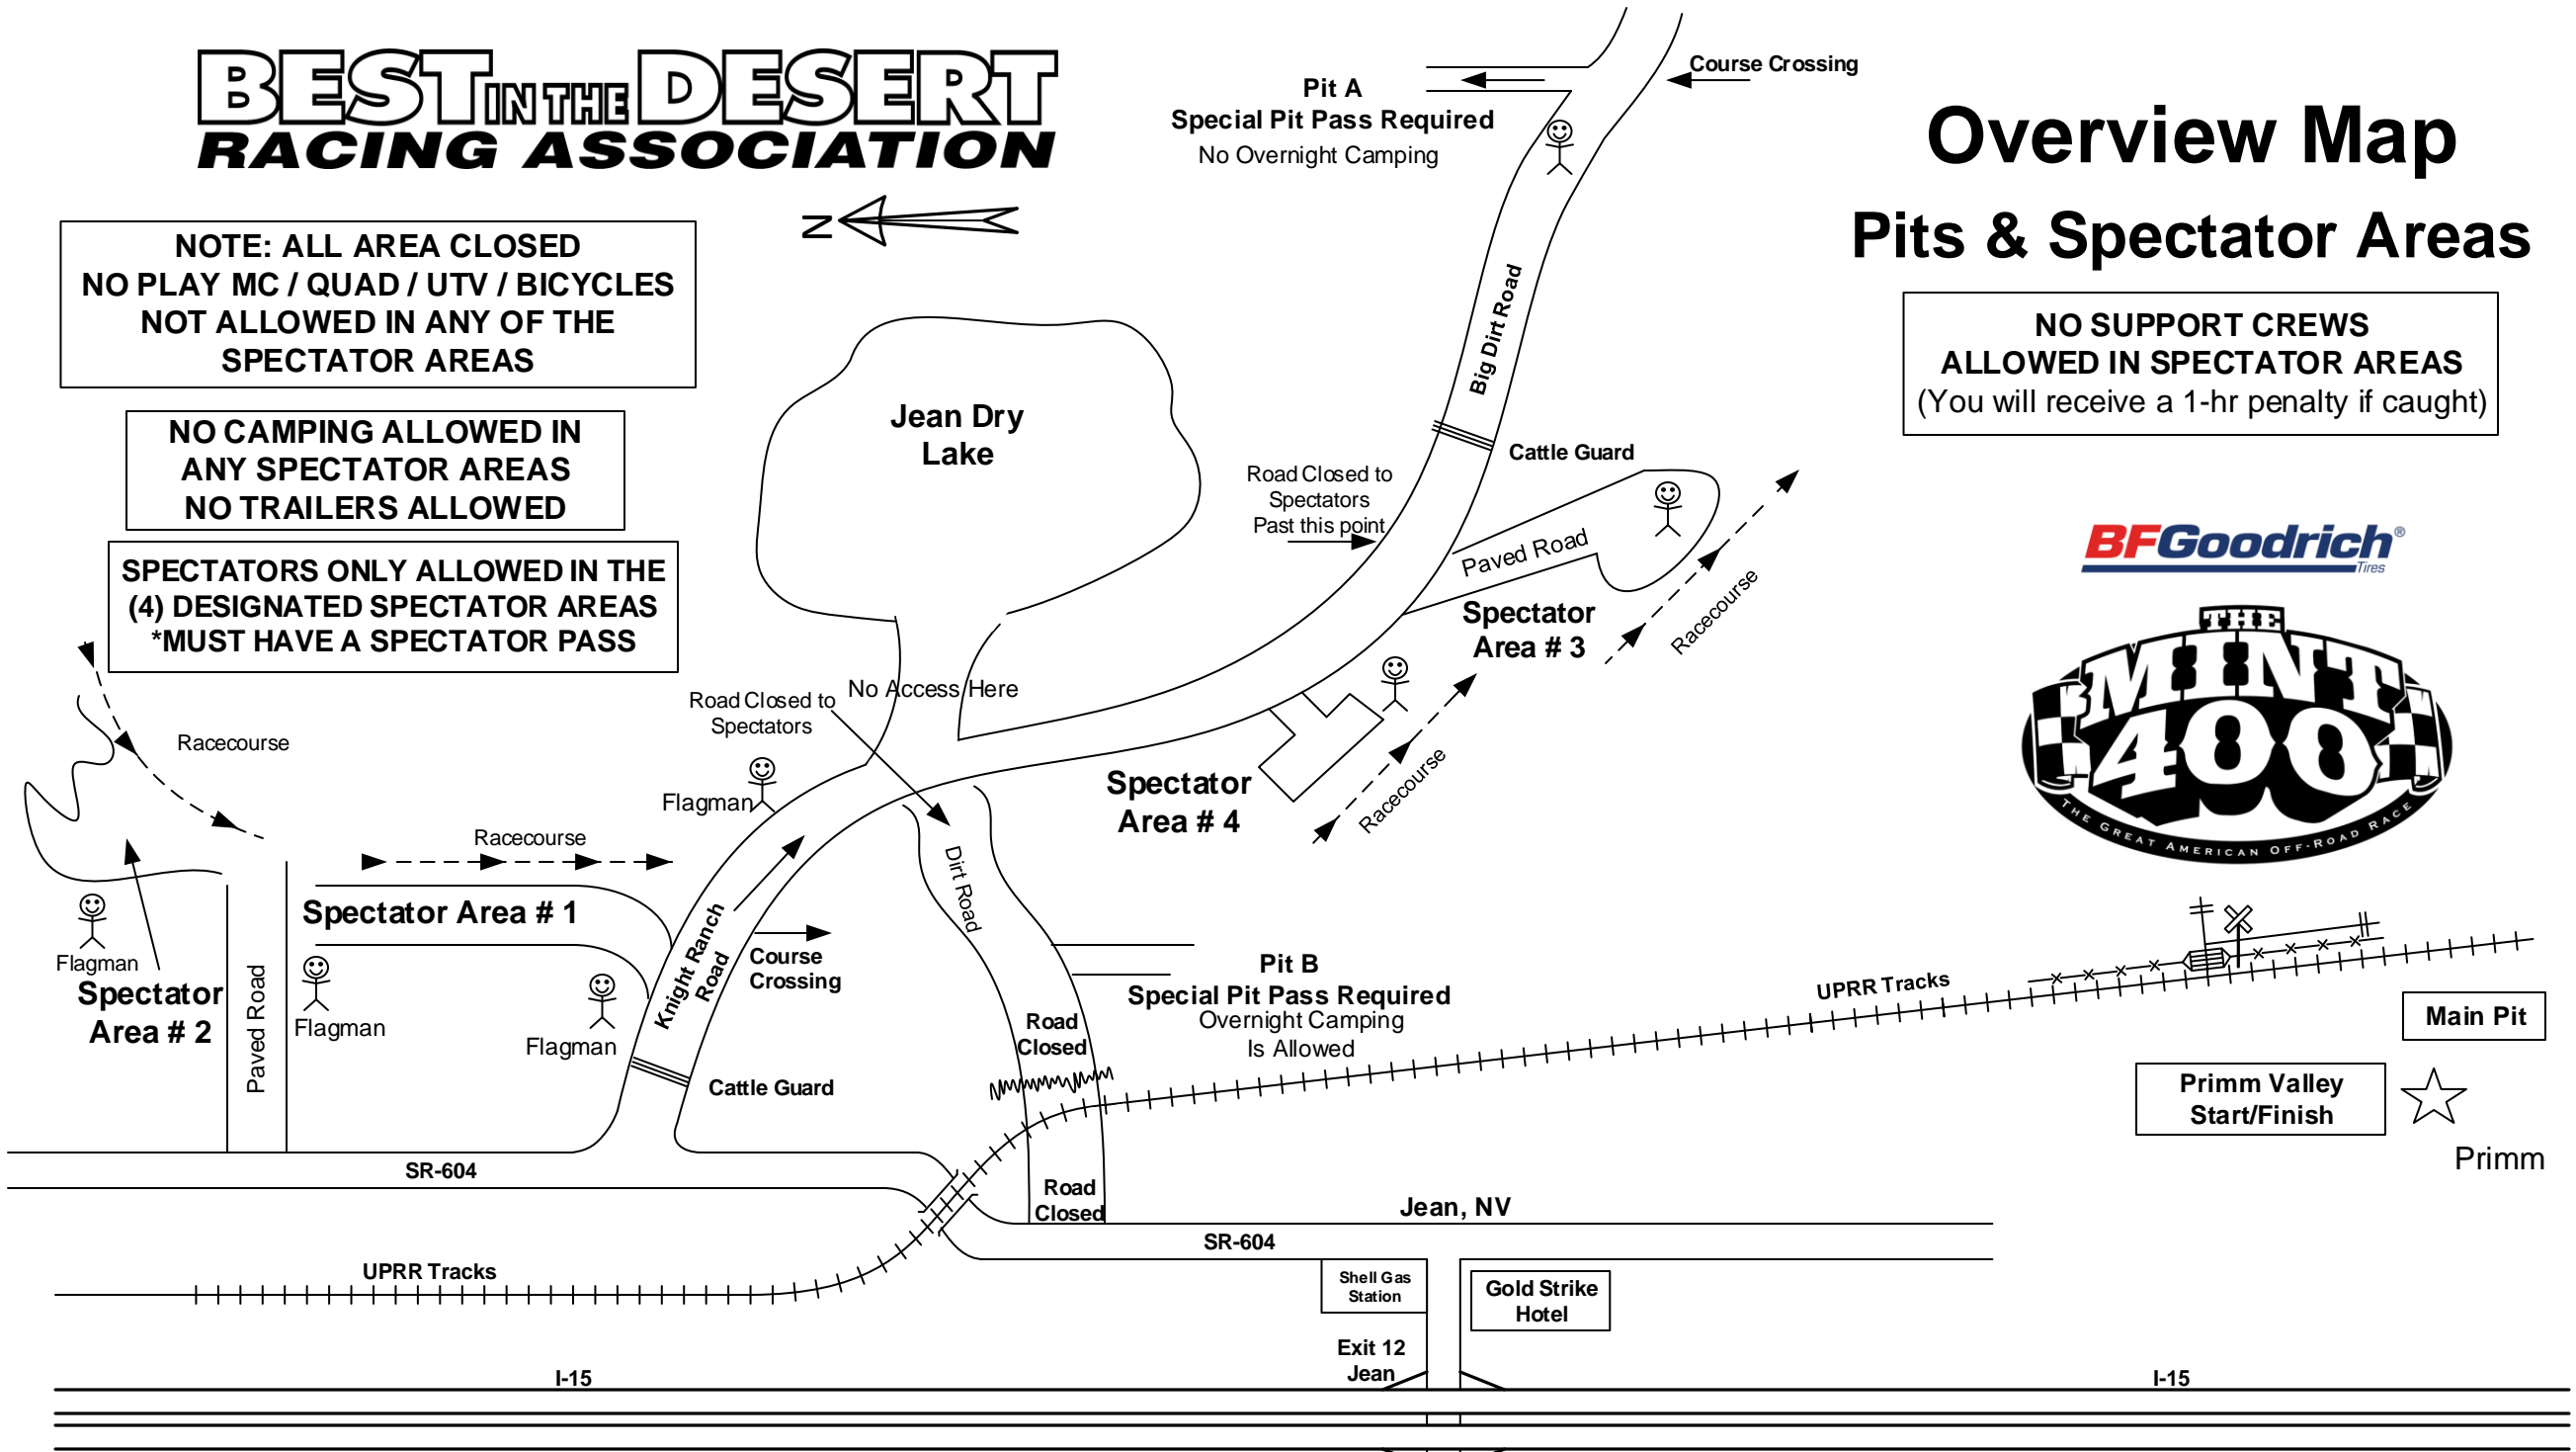 BEST IN THE DESERT
RACING ASSOCIATION
N
NOTE: ALL AREA CLOSED
NO PLAY MC / QUAD / UTV / BICYCLES
NOT ALLOWED IN ANY OF THE
SPECTATOR AREAS
NO CAMPING ALLOWED IN
ANY SPECTATOR AREAS
NO TRAILERS ALLOWED
SPECTATORS ONLY ALLOWED IN THE
(4) DESIGNATED SPECTATOR AREAS
*MUST HAVE A SPECTATOR PASS
Pit A
Special Pit Pass Required
No Overnight Camping
Course Crossing
Overview Map
Pits & Spectator Areas
NO SUPPORT CREWS
ALLOWED IN SPECTATOR AREAS
(You will receive a 1-hr penalty if caught)
BFGoodrich®
Tires
THE
MINT
400
THE GREAT AMERICAN OFF-ROAD RACE
Jean Dry
Lake
Big Dirt Road
Cattle Guard
Road Closed to
Spectators
Past this point
Paved Road
Spectator
Area # 3
Racecourse
Road Closed to
Spectators
No Access Here
Spectator
Area # 4
Racecourse
Racecourse
Flagman
Racecourse
Spectator Area # 1
Flagman
Spectator
Area # 2
Paved Road
Flagman
Flagman
Knight Ranch
Road
Course
Crossing
Cattle Guard
Dirt Road
Pit B
Special Pit Pass Required
Overnight Camping
Is Allowed
Road
Closed
UPRR Tracks
Main Pit
Primm Valley
Start/Finish
Primm
SR-604
Road
Closed
Jean, NV
SR-604
UPRR Tracks
Shell Gas
Station
Gold Strike
Hotel
Exit 12
Jean
I-15
I-15